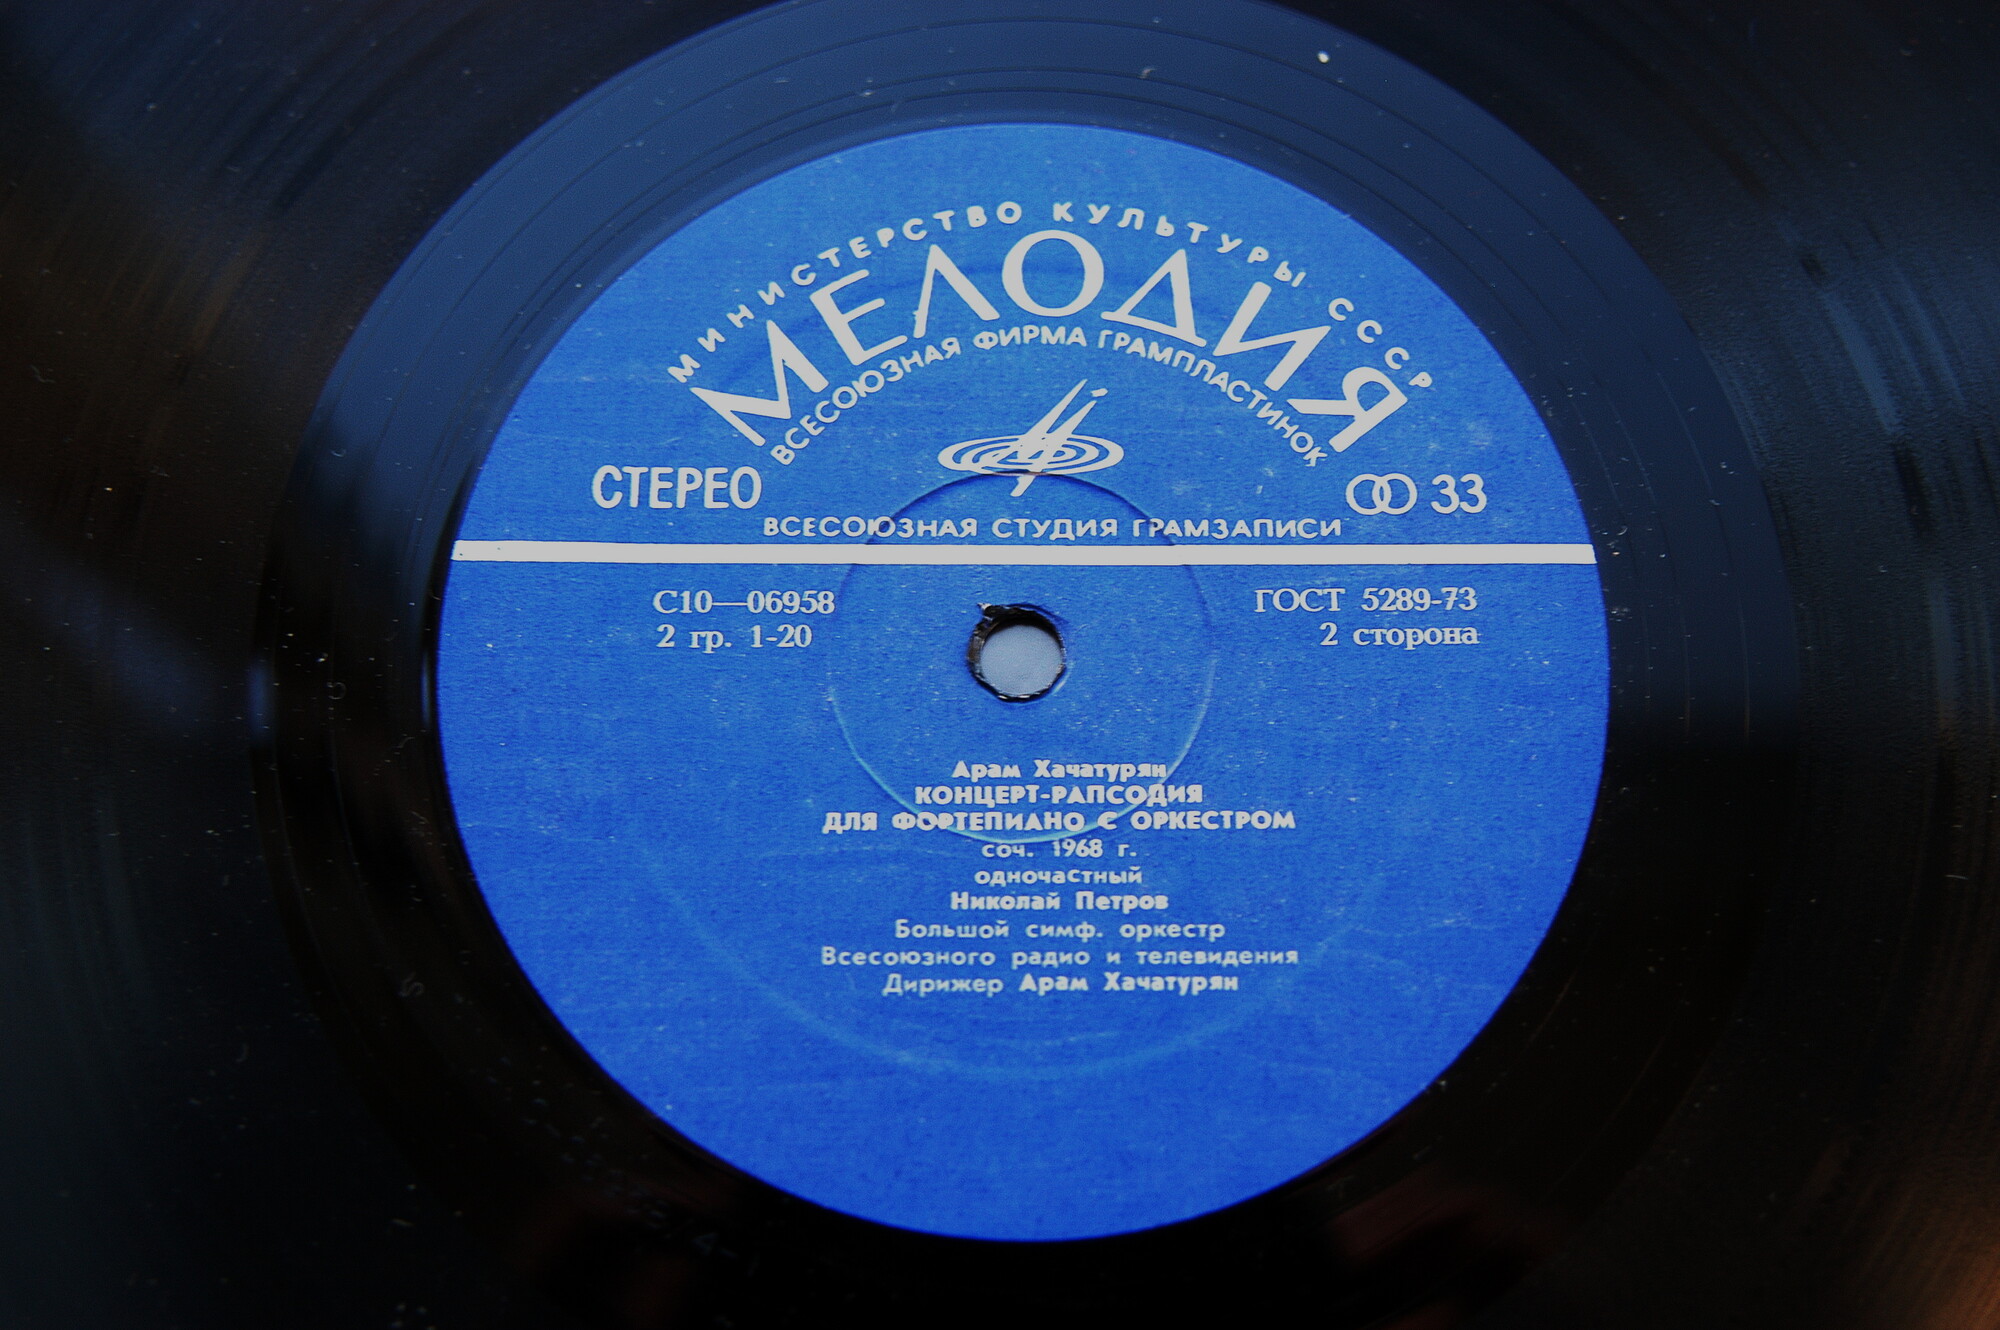 МИНИСТЕРСТВО КУЛЬТУРЫ СССР
МЕЛОДИЯ
ВСЕСОЮЗНАЯ ФИРМА ГРАМПЛАСТИНОК
СТЕРЕО
33
ВСЕСОЮЗНАЯ СТУДИЯ ГРАМЗАПИСИ
С10—06958
ГОСТ 5289-73
2 гр. 1-20
2 сторона
Арам Хачатурян
КОНЦЕРТ-РАПСОДИЯ
ДЛЯ ФОРТЕПИАНО С ОРКЕСТРОМ
соч. 1968 г.
одночастный
Николай Петров
Большой симф. оркестр
Всесоюзного радио и телевидения
Дирижер Арам Хачатурян